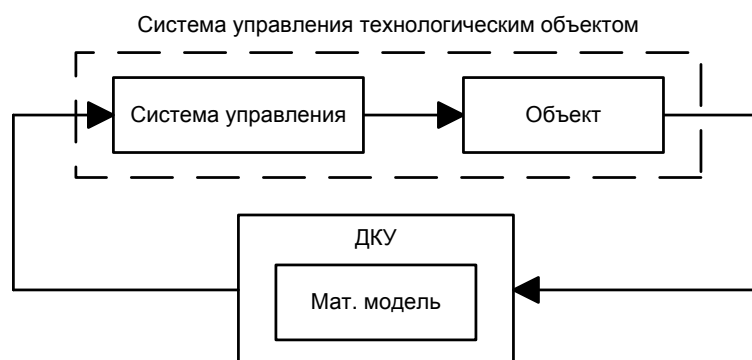 Система управления технологическим объектом
Система управления
Объект
ДКУ
Мат. модель